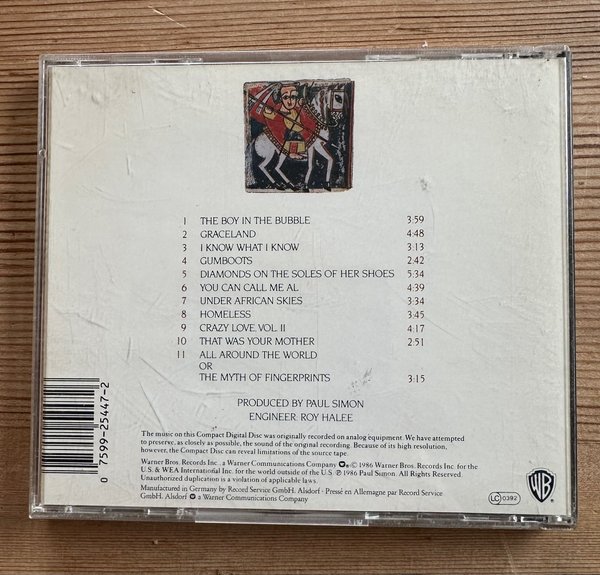 1 THE BOY IN THE BUBBLE 3:59
2 GRACELAND 4:48
3 I KNOW WHAT I KNOW 3:13
4 GUMBOOTS 2:42
5 DIAMONDS ON THE SOLES OF HER SHOES 5:34
6 YOU CAN CALL ME AL 4:39
7 UNDER AFRICAN SKIES 3:34
8 HOMELESS 3:45
9 CRAZY LOVE, VOL. II 4:17
10 THAT WAS YOUR MOTHER 2:51
11 ALL AROUND THE WORLD
OR
THE MYTH OF FINGERPRINTS 3:15
PRODUCED BY PAUL SIMON
ENGINEER: ROY HALEE
The music on this Compact Digital Disc was originally recorded on analog equipment. We have attempted
to preserve, as closely as possible, the sound of the original recording. Because of its high resolution,
however, the Compact Disc can reveal limitations of the source tape.
Warner Bros. Records Inc., a Warner Communications Company © 1986 Warner Bros. Records Inc. for the
U.S. & WEA International Inc. for the world outside of the U.S. ℗ 1986 Paul Simon. All Rights Reserved
Unauthorized duplication is a violation of applicable laws.
Manufactured in Germany by Record Service GmbH. Alsdorf · Pressé en Allemagne par Record Service
GmbH. Alsdorf a Warner Communications Company
0 7599-25447-2
LC 0392
WB